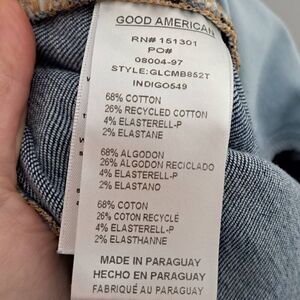 GOOD AMERICAN
RN# 151301
PO#
08004-97
STYLE:GLCMB852T
INDIGO549
68% COTTON
26% RECYCLED COTTON
4% ELASTERELL-P
2% ELASTANE
68% ALGODON
26% ALGODON RECICLADO
4% ELASTERELL-P
2% ELASTANO
68% COTON
26% COTON RECYCLÉ
4% ELASTERELL-P
2% ELASTHANNE
MADE IN PARAGUAY
HECHO EN PARAGUAY
FABRIQUÉ AU PARAGUAY